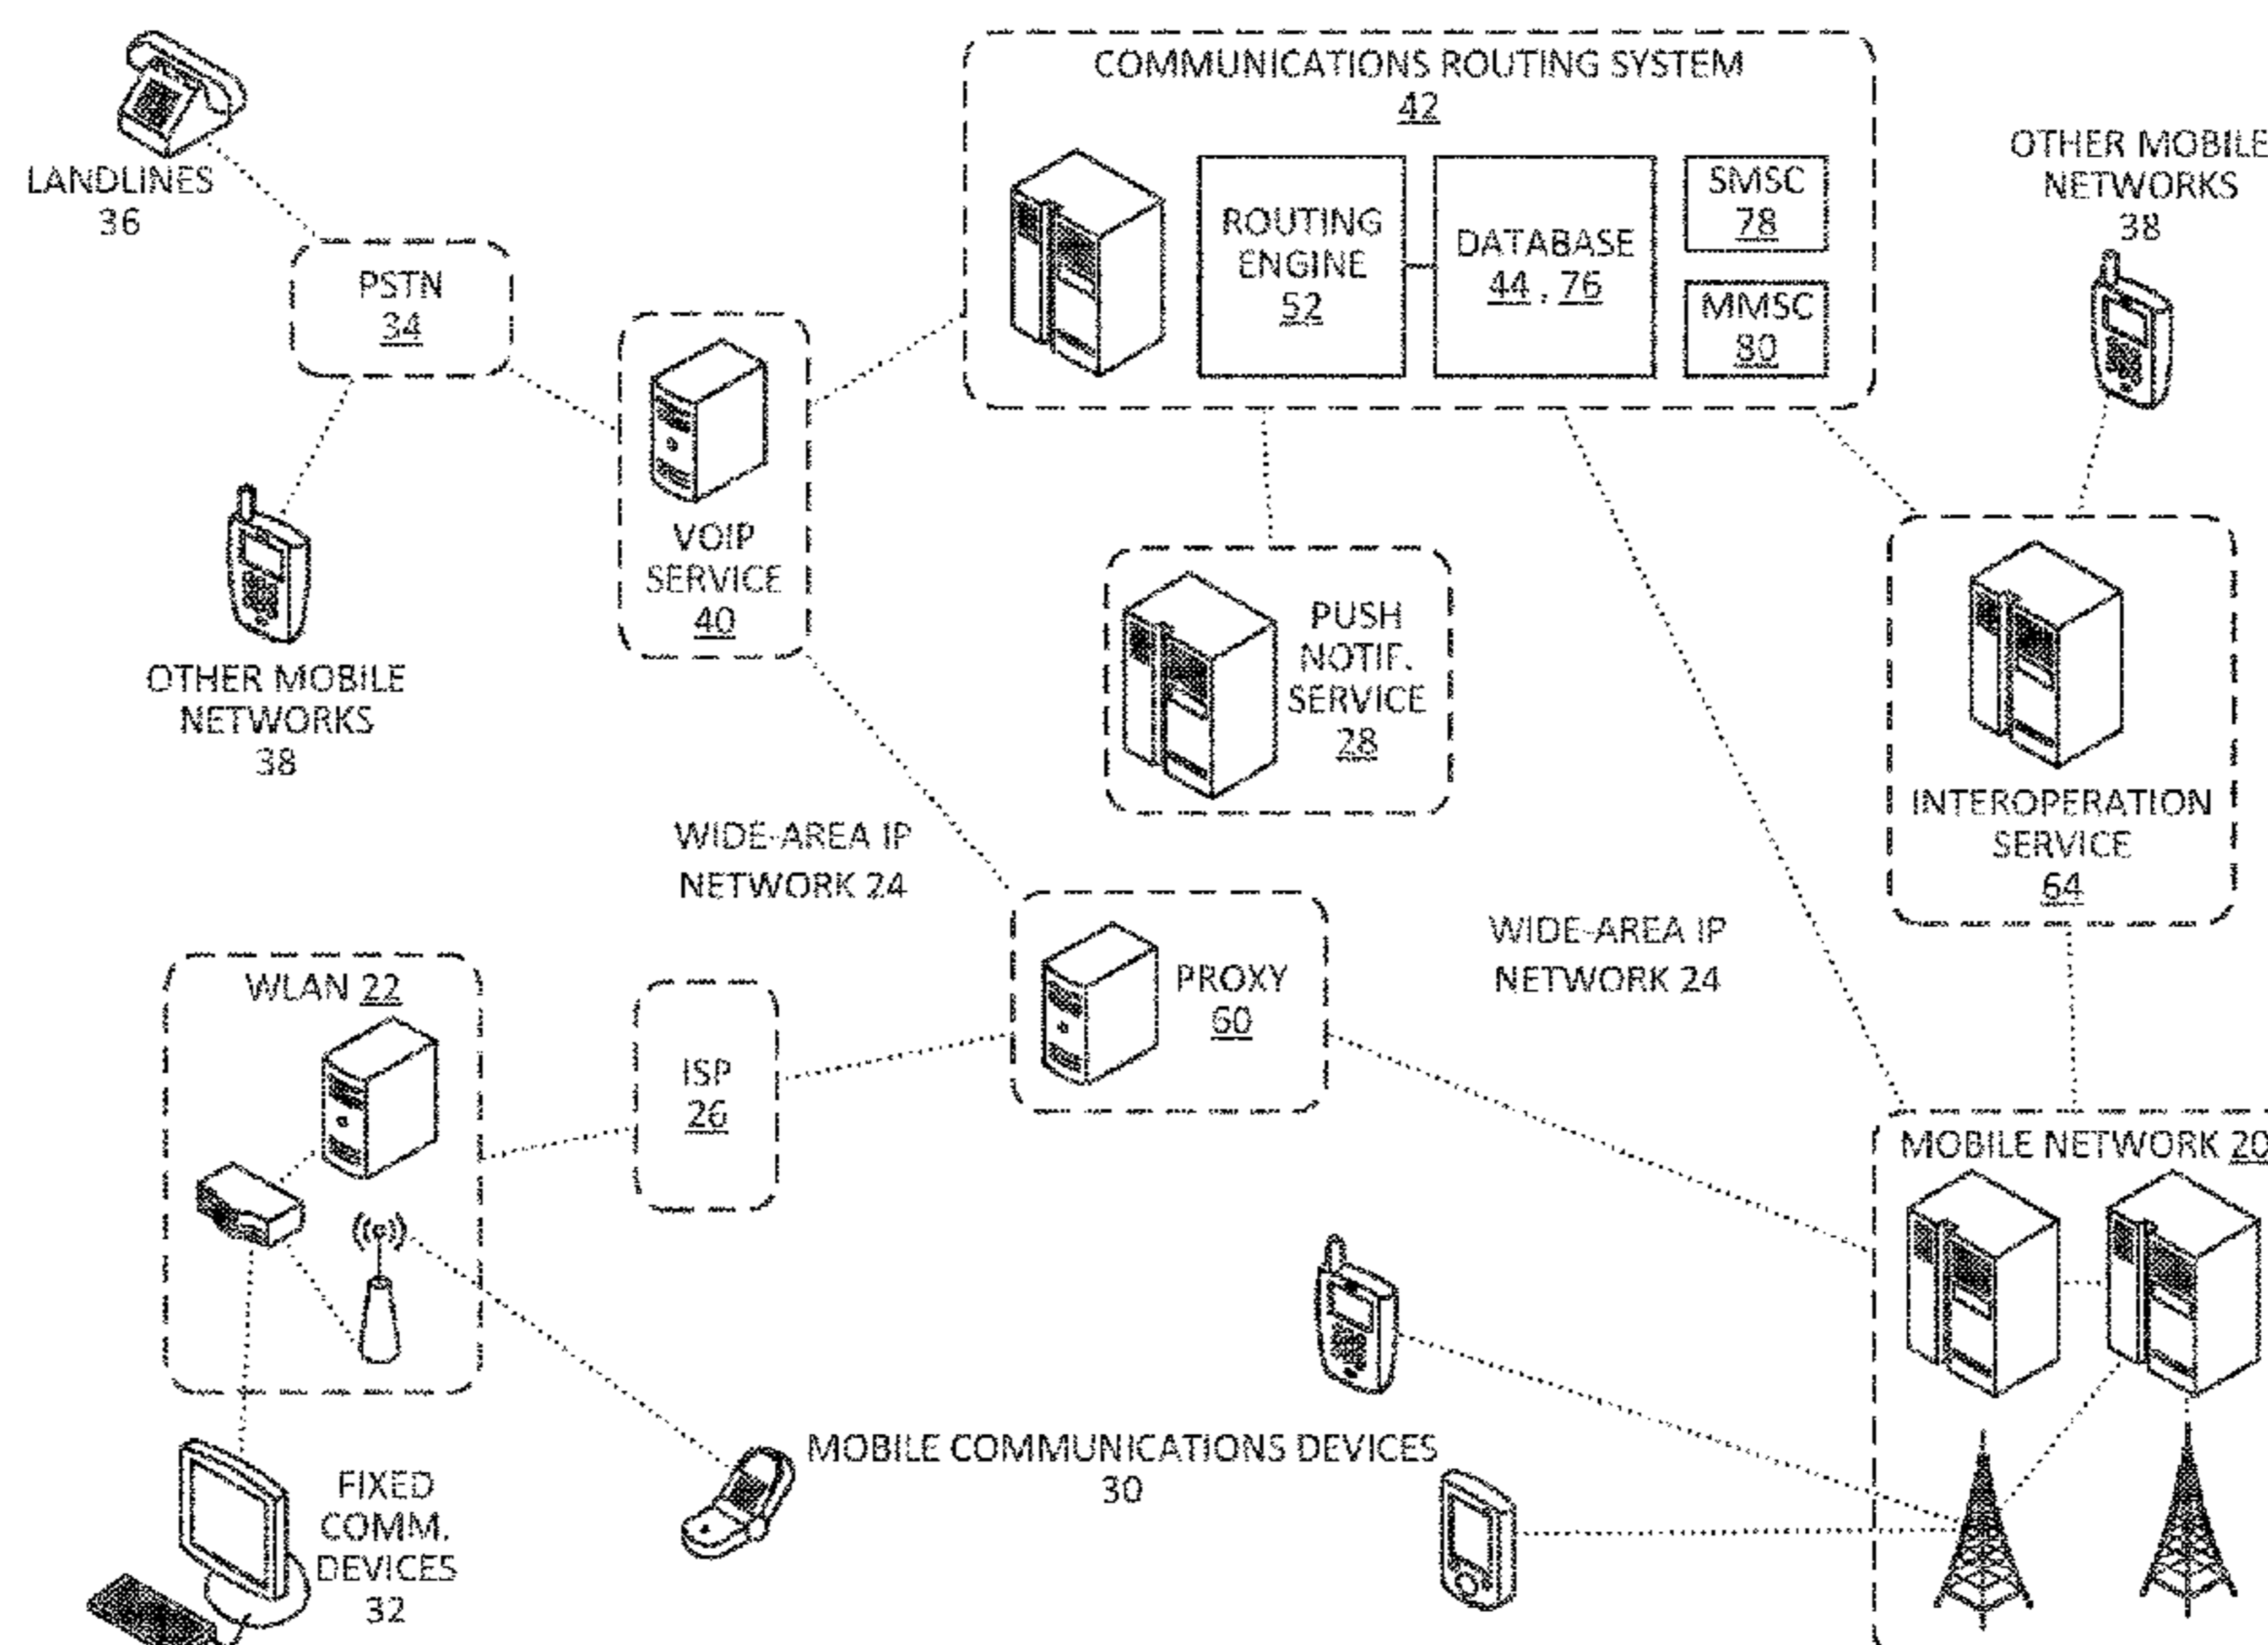 COMMUNICATIONS ROUTING SYSTEM
42
LANDLINES
36
PSTN
34
ROUTING
ENGINE
52
DATABASE
44, 76
SMSC
78
MMSC
80
OTHER MOBILE
NETWORKS
38
VOIP
SERVICE
40
OTHER MOBILE
NETWORKS
38
PUSH
NOTIF.
SERVICE
28
INTEROPERATION
SERVICE
64
WIDE-AREA IP
NETWORK 24
PROXY
60
WIDE-AREA IP
NETWORK 24
WLAN 22
ISP
26
MOBILE NETWORK 20
MOBILE COMMUNICATIONS DEVICES
30
FIXED
COMM.
DEVICES
32